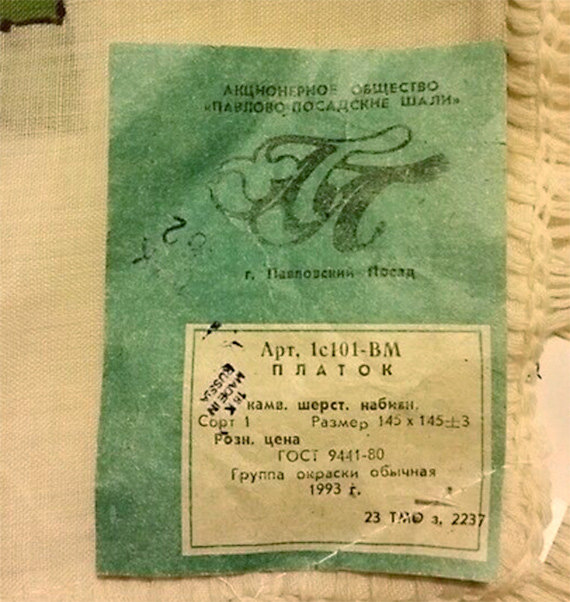 АКЦИОНЕРНОЕ ОБЩЕСТВО
«ПАВЛОВО-ПОСАДСКИЕ ШАЛИ»
г. Павловский Посад
Арт. 1с101-ВМ
ПЛАТОК
MADE IN
RUSSIA
камв. шерст. набивн.
Сорт 1 Размер 145 х 145±3
Розн. цена
ГОСТ 9441-80
Группа окраски обычная
1993 г.
23 ТМО з. 2237